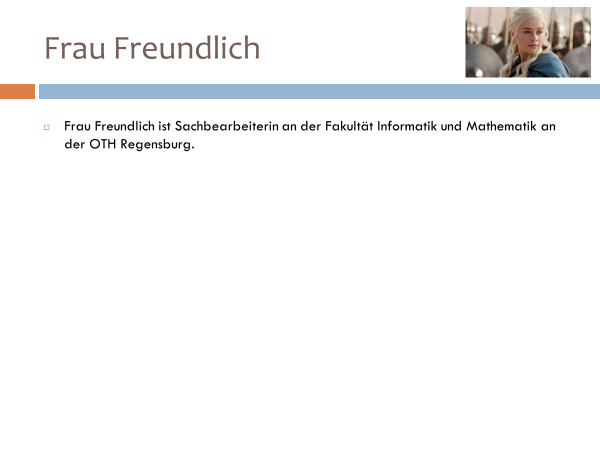 Frau Freundlich
Frau Freundlich ist Sachbearbeiterin an der Fakultät Informatik und Mathematik an
der OTH Regensburg.